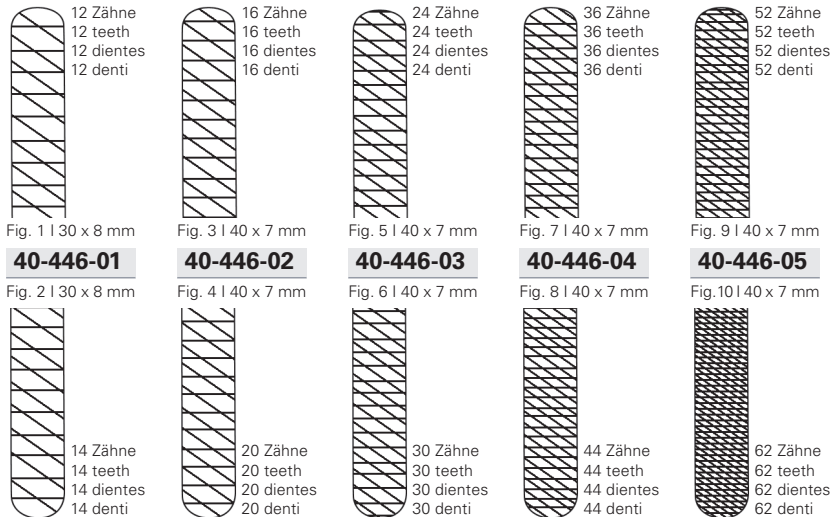 12 Zähne
12 teeth
12 dientes
12 denti
16 Zähne
16 teeth
16 dientes
16 denti
24 Zähne
24 teeth
24 dientes
24 denti
36 Zähne
36 teeth
36 dientes
36 denti
52 Zähne
52 teeth
52 dientes
52 denti
Fig. 1 | 30 x 8 mm
Fig. 3 | 40 x 7 mm
Fig. 5 | 40 x 7 mm
Fig. 7 | 40 x 7 mm
Fig. 9 | 40 x 7 mm
40-446-01
40-446-02
40-446-03
40-446-04
40-446-05
Fig. 2 | 30 x 8 mm
Fig. 4 | 40 x 7 mm
Fig. 6 | 40 x 7 mm
Fig. 8 | 40 x 7 mm
Fig.10 | 40 x 7 mm
14 Zähne
14 teeth
14 dientes
14 denti
20 Zähne
20 teeth
20 dientes
20 denti
30 Zähne
30 teeth
30 dientes
30 denti
44 Zähne
44 teeth
44 dientes
44 denti
62 Zähne
62 teeth
62 dientes
62 denti